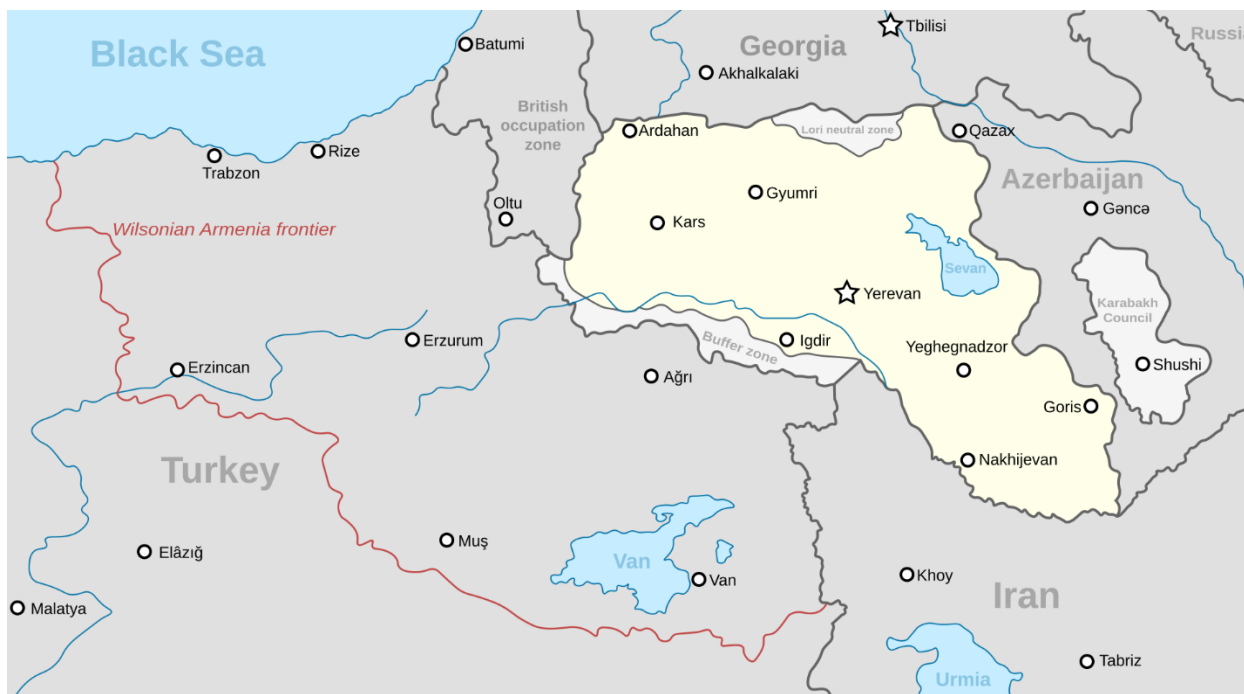 Black Sea
Batumi
Georgia
Tbilisi
Russia
Akhalkalaki
British
occupation
zone
Ardahan
Lori neutral zone
Qazax
Trabzon
Rize
Azerbaijan
Oltu
Gyumri
Gəncə
Wilsonian Armenia frontier
Kars
Sevan
Yerevan
Karabakh
Council
Erzurum
Buffer zone
Igdir
Yeghegnadzor
Erzincan
Ağrı
Shushi
Goris
Turkey
Nakhijevan
Elâzığ
Muş
Van
Van
Khoy
Iran
Malatya
Urmia
Tabriz